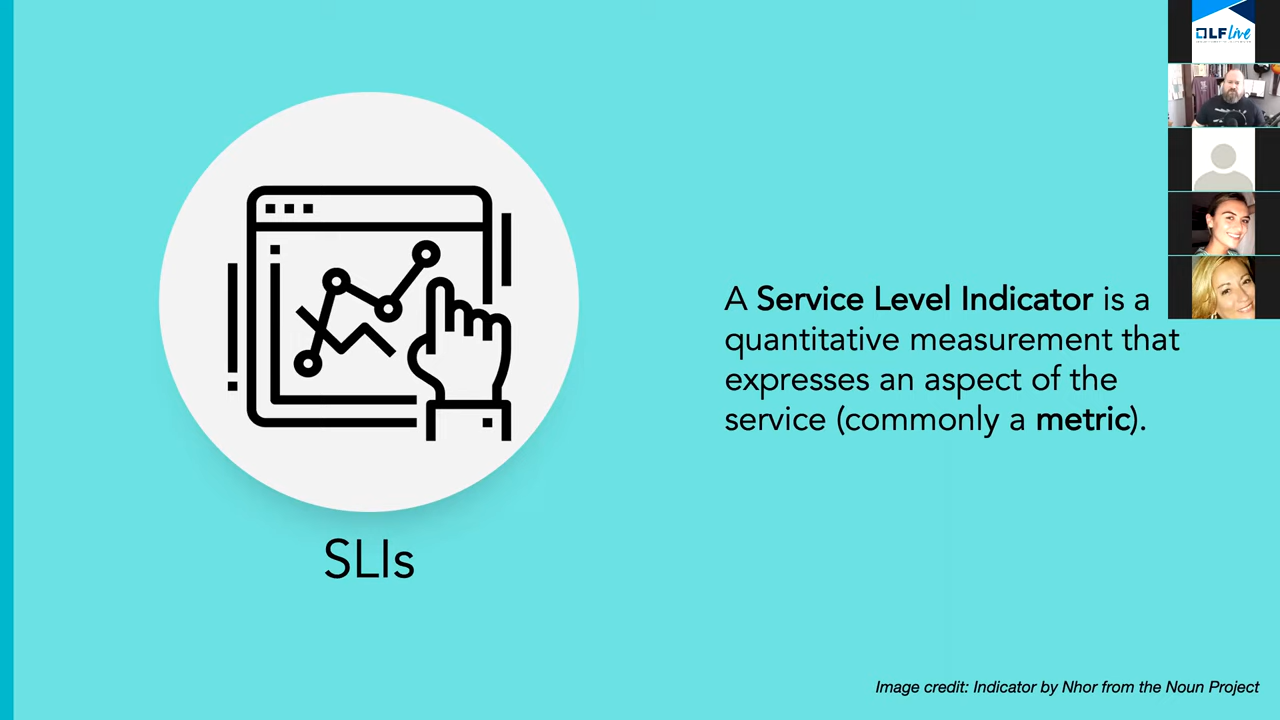 LF Live
A Service Level Indicator is a
quantitative measurement that
expresses an aspect of the
service (commonly a metric).
SLIs
Image credit: Indicator by Nhor from the Noun Project